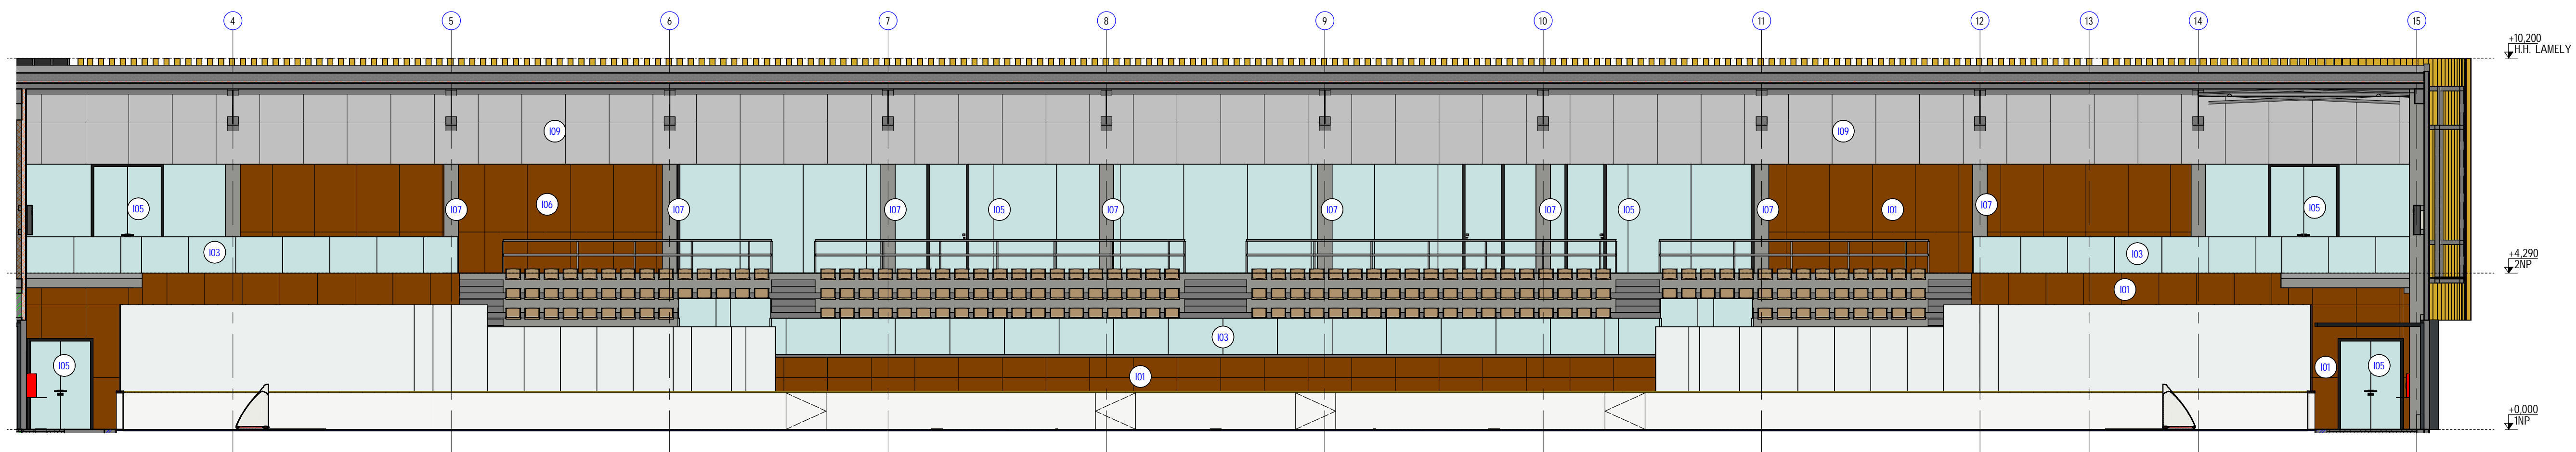 4 5 6 7 8 9 10 11 12 13 14 15
+10,200
H.H. LAMELY
I09 I09
I05 I07 I06 I07 I07 I05 I07 I07 I07 I05 I07 I01 I07 I05
I03 I03
+4,290
2NP
I01
I03
I05 I01 I01 I05
+0,000
1NP